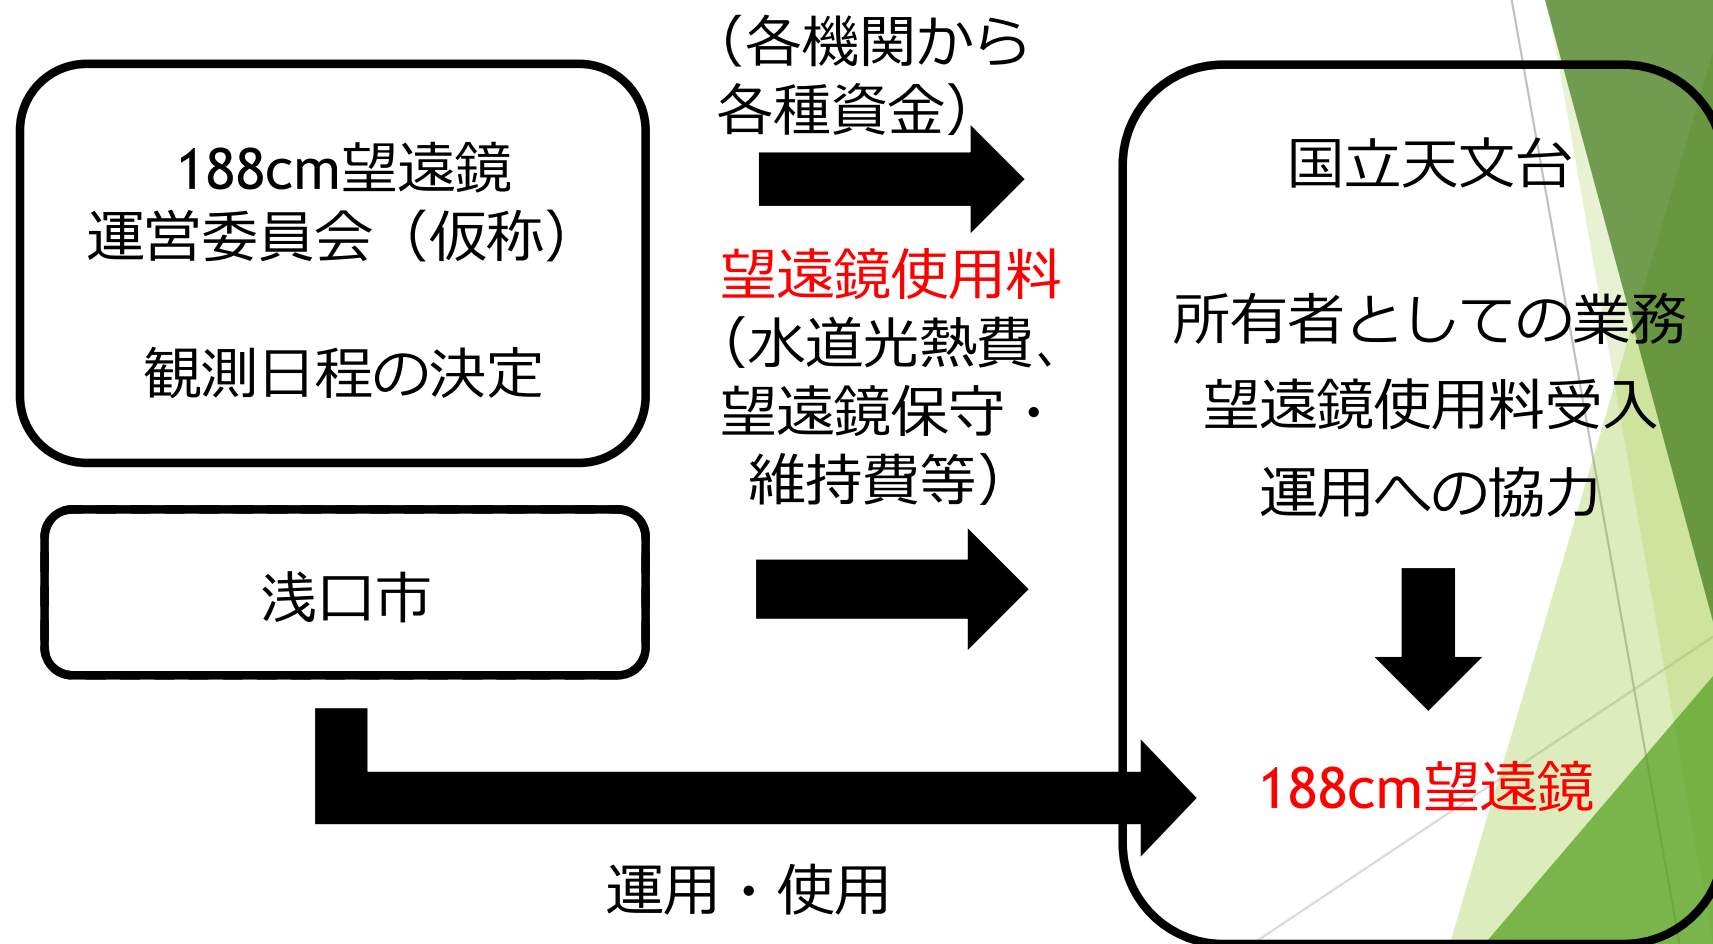 188cm望遠鏡
運営委員会（仮称）
観測日程の決定
浅口市
（各機関から
各種資金）
望遠鏡使用料
（水道光熱費、
望遠鏡保守・
維持費等）
国立天文台
所有者としての業務
望遠鏡使用料受入
運用への協力
188cm望遠鏡
運用・使用